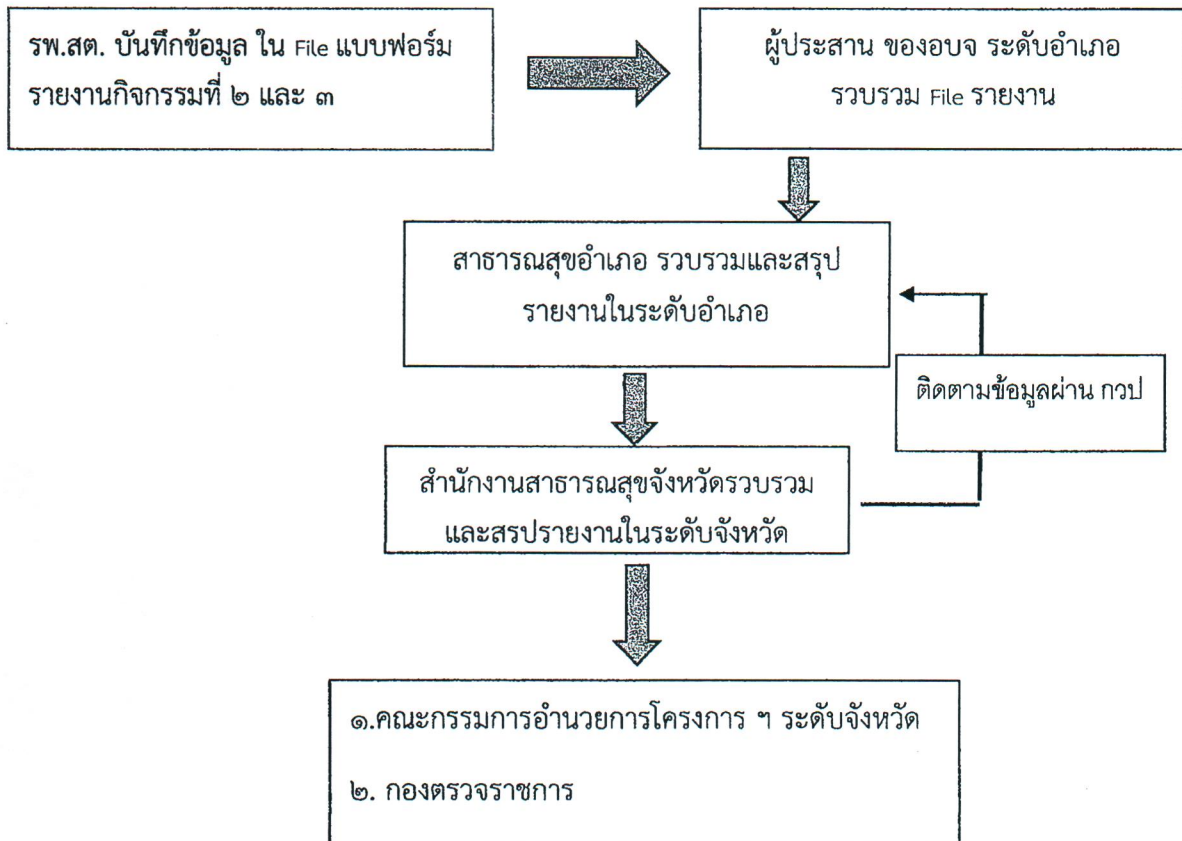 รพ.สต. บันทึกข้อมูล ใน File แบบฟอร์ม
รายงานกิจกรรมที่ ๒ และ ๓
ผู้ประสาน ของอบจ ระดับอำเภอ
รวบรวม File รายงาน
สาธารณสุขอำเภอ รวบรวมและสรุป
รายงานในระดับอำเภอ
ติดตามข้อมูลผ่าน กวป
สำนักงานสาธารณสุขจังหวัดรวบรวม
และสรปรายงานในระดับจังหวัด
๑.คณะกรรมการอำนวยการโครงการ ฯ ระดับจังหวัด
๒. กองตรวจราชการ